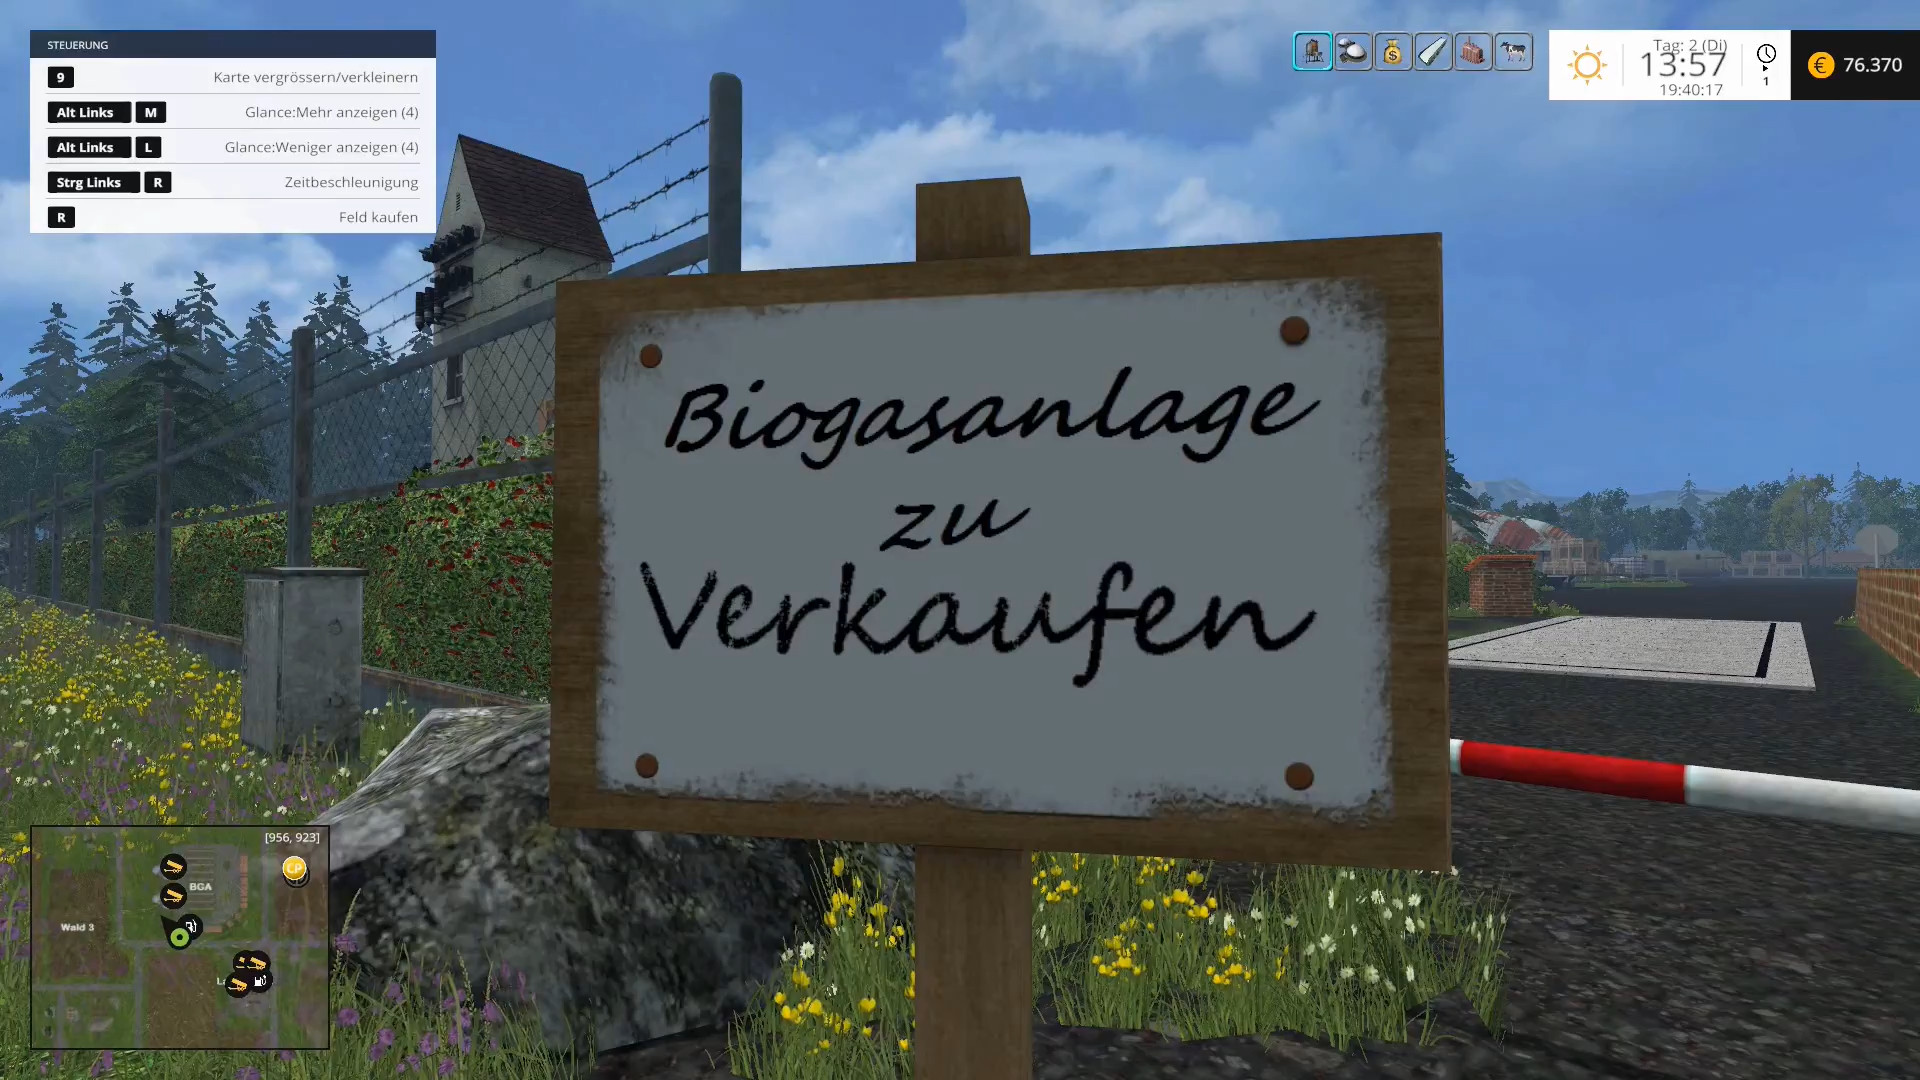 STEUERUNG
9 Karte vergrössern/verkleinern
Alt Links M Glance:Mehr anzeigen (4)
Alt Links L Glance:Weniger anzeigen (4)
Strg Links R Zeitbeschleunigung
R Feld kaufen
Tag: 2 (Di)
13:57
19:40:17
1
€ 76.370
Biogasanlage
zu
Verkaufen
[956, 923]
CP
BGA
Wald 3